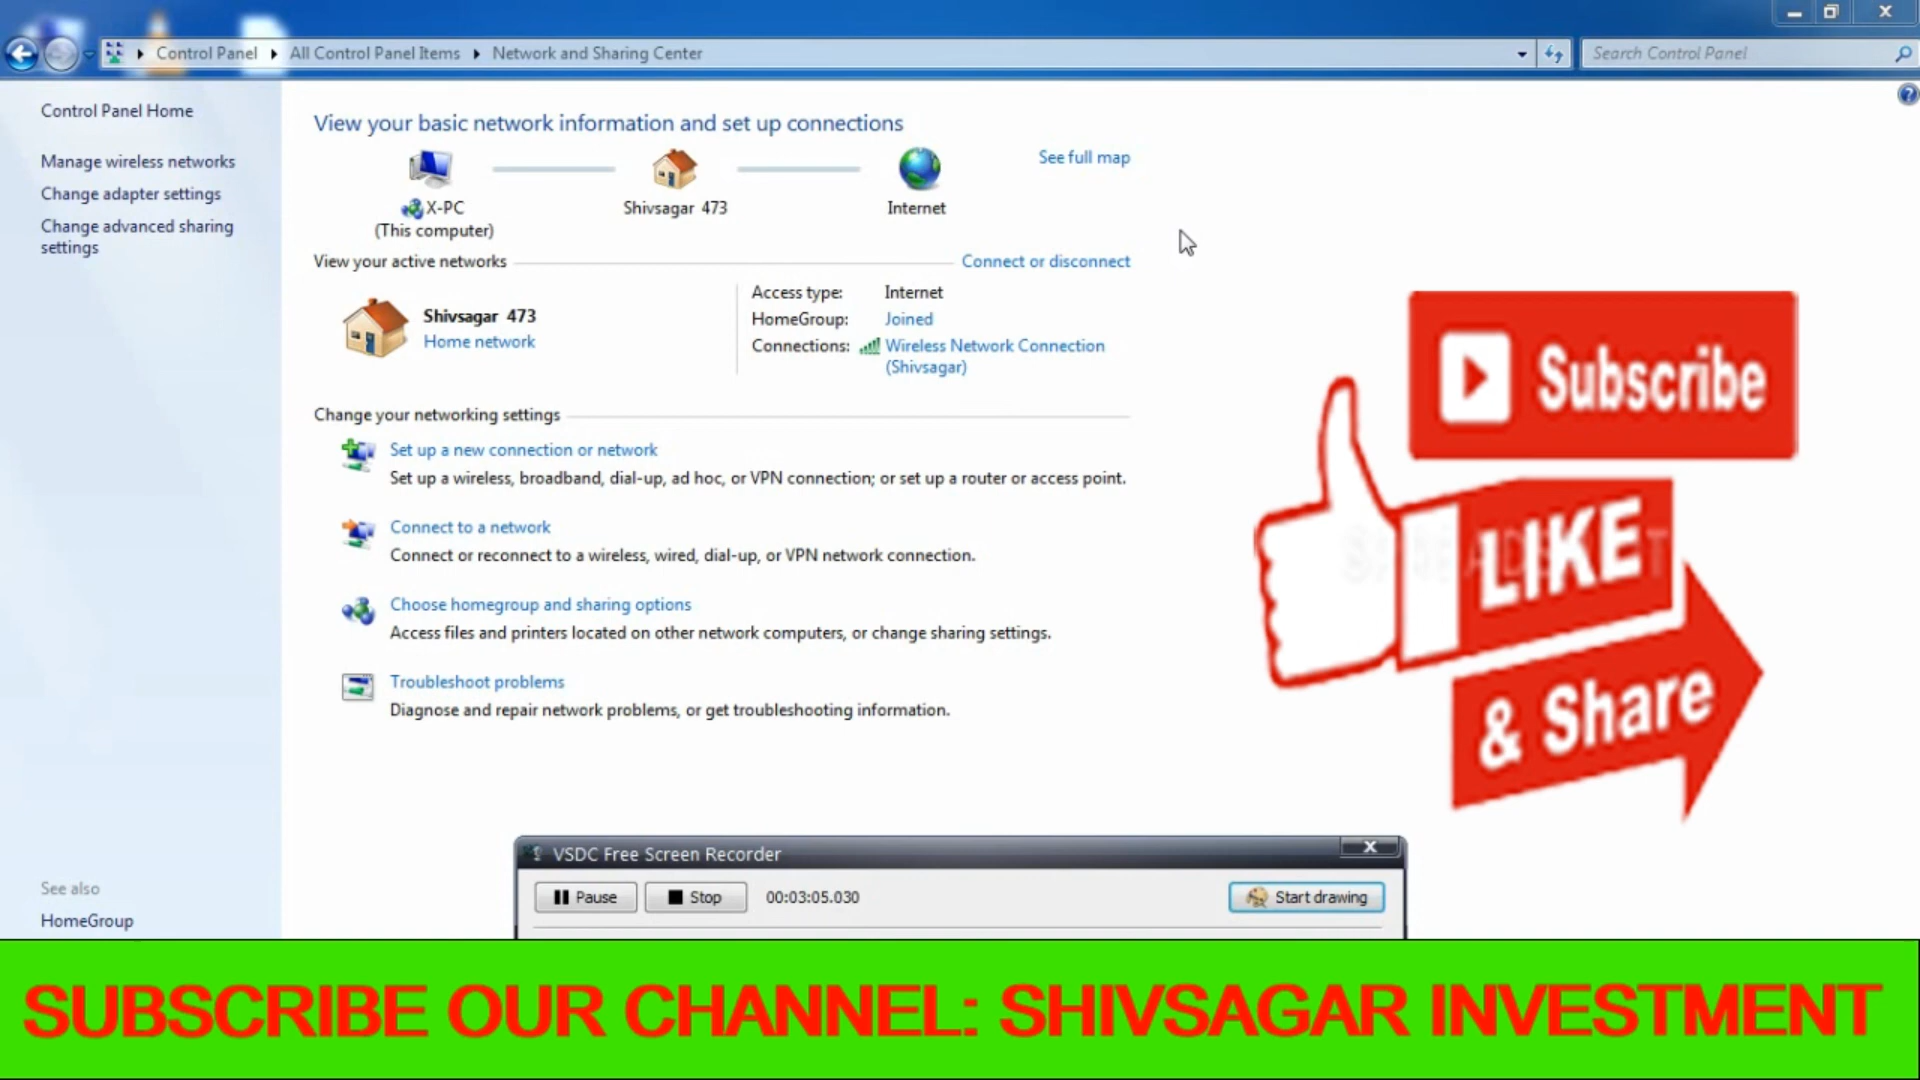 Control Panel
All Control Panel Items
Network and Sharing Center
Search Control Panel
Control Panel Home
Manage wireless networks
Change adapter settings
Change advanced sharing
settings
View your basic network information and set up connections
See full map
X-PC
(This computer)
Shivsagar 473
Internet
View your active networks
Connect or disconnect
Shivsagar 473
Home network
Access type: Internet
HomeGroup: Joined
Connections: Wireless Network Connection
(Shivsagar)
Change your networking settings
Set up a new connection or network
Set up a wireless, broadband, dial-up, ad hoc, or VPN connection; or set up a router or access point.
Connect to a network
Connect or reconnect to a wireless, wired, dial-up, or VPN network connection.
Choose homegroup and sharing options
Access files and printers located on other network computers, or change sharing settings.
Troubleshoot problems
Diagnose and repair network problems, or get troubleshooting information.
Subscribe
LIKE
& Share
See also
HomeGroup
VSDC Free Screen Recorder
Pause
Stop
00:03:05.030
Start drawing
SUBSCRIBE OUR CHANNEL: SHIVSAGAR INVESTMENT